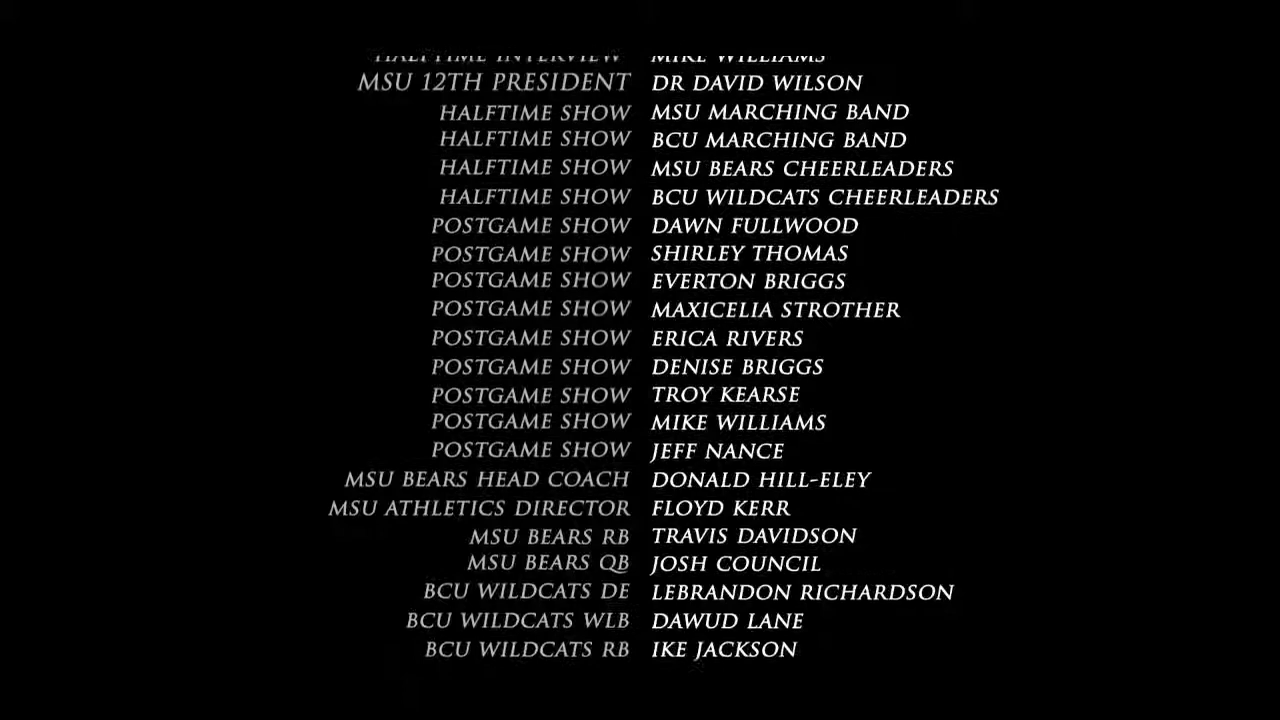 HALFTIME INTERVIEW MIKE WILLIAMS
MSU 12TH PRESIDENT DR DAVID WILSON
HALFTIME SHOW MSU MARCHING BAND
HALFTIME SHOW BCU MARCHING BAND
HALFTIME SHOW MSU BEARS CHEERLEADERS
HALFTIME SHOW BCU WILDCATS CHEERLEADERS
POSTGAME SHOW DAWN FULLWOOD
POSTGAME SHOW SHIRLEY THOMAS
POSTGAME SHOW EVERTON BRIGGS
POSTGAME SHOW MAXICELIA STROTHER
POSTGAME SHOW ERICA RIVERS
POSTGAME SHOW DENISE BRIGGS
POSTGAME SHOW TROY KEARSE
POSTGAME SHOW MIKE WILLIAMS
POSTGAME SHOW JEFF NANCE
MSU BEARS HEAD COACH DONALD HILL-ELEY
MSU ATHLETICS DIRECTOR FLOYD KERR
MSU BEARS RB TRAVIS DAVIDSON
MSU BEARS QB JOSH COUNCIL
BCU WILDCATS DE LEBRANDON RICHARDSON
BCU WILDCATS WLB DAWUD LANE
BCU WILDCATS RB IKE JACKSON